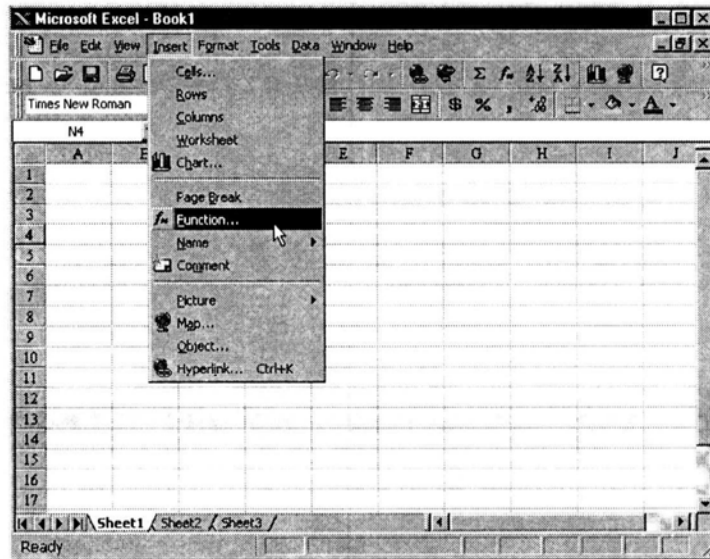 Microsoft Excel - Book1
File Edit View Insert Format Tools Data Window Help
Times New Roman
$ % ,
N4
Cells...
Rows
Columns
Worksheet
Chart...
Page Break
Function...
Name
Comment
Picture
Map...
Object...
Hyperlink... Ctrl+K
A E F G H I J
1
2
3
4
5
6
7
8
9
10
11
12
13
14
15
16
17
Sheet1 Sheet2 Sheet3
Ready